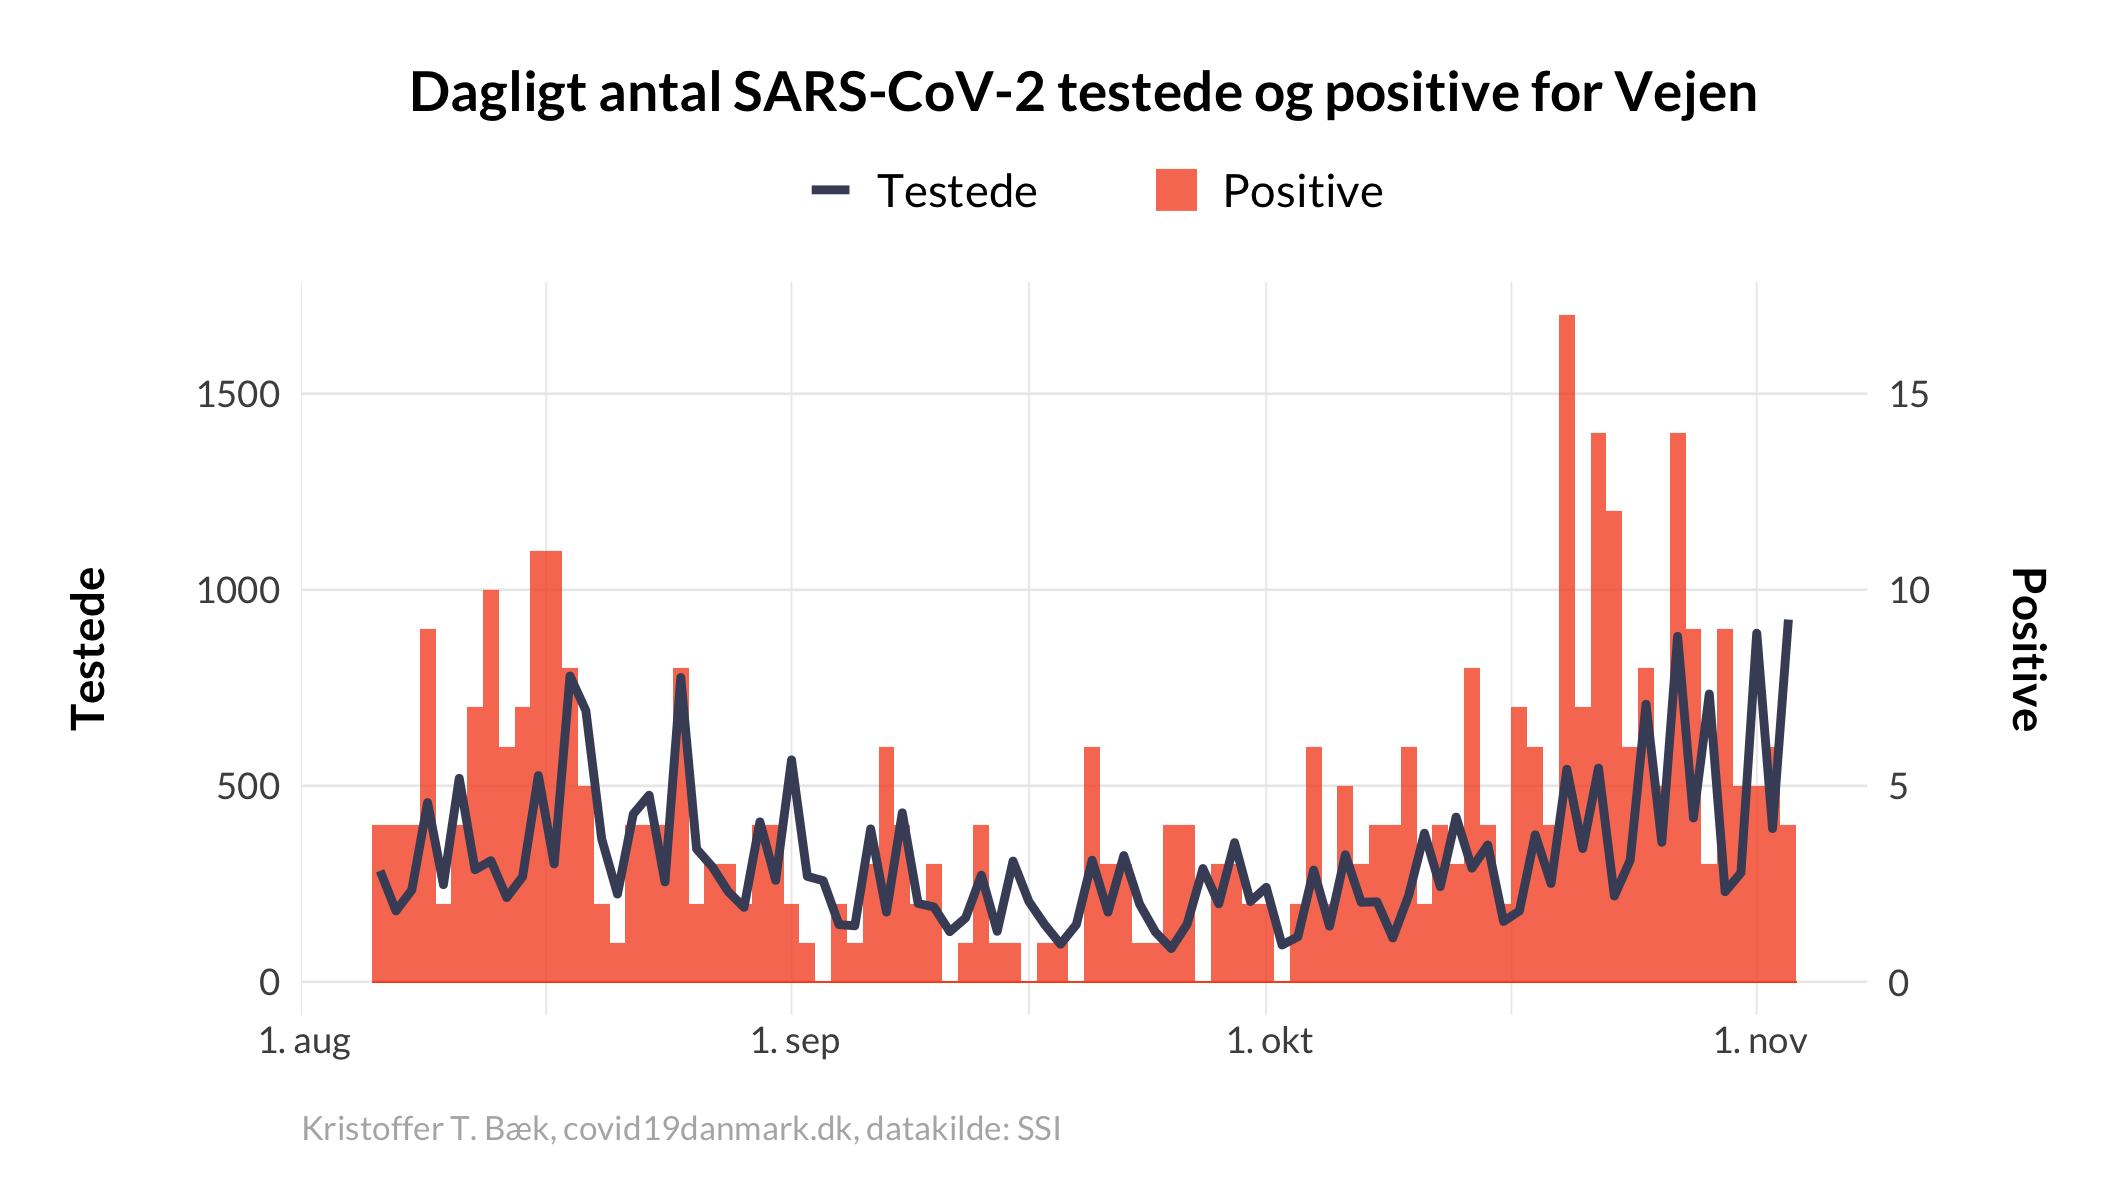 Dagligt antal SARS-CoV-2 testede og positive for Vejen
Testede Positive
1500 15
1000 10
Testede Positive
500 5
0 0
1. aug 1. sep 1. okt 1. nov
Kristoffer T. Bæk, covid19danmark.dk, datakilde: SSI